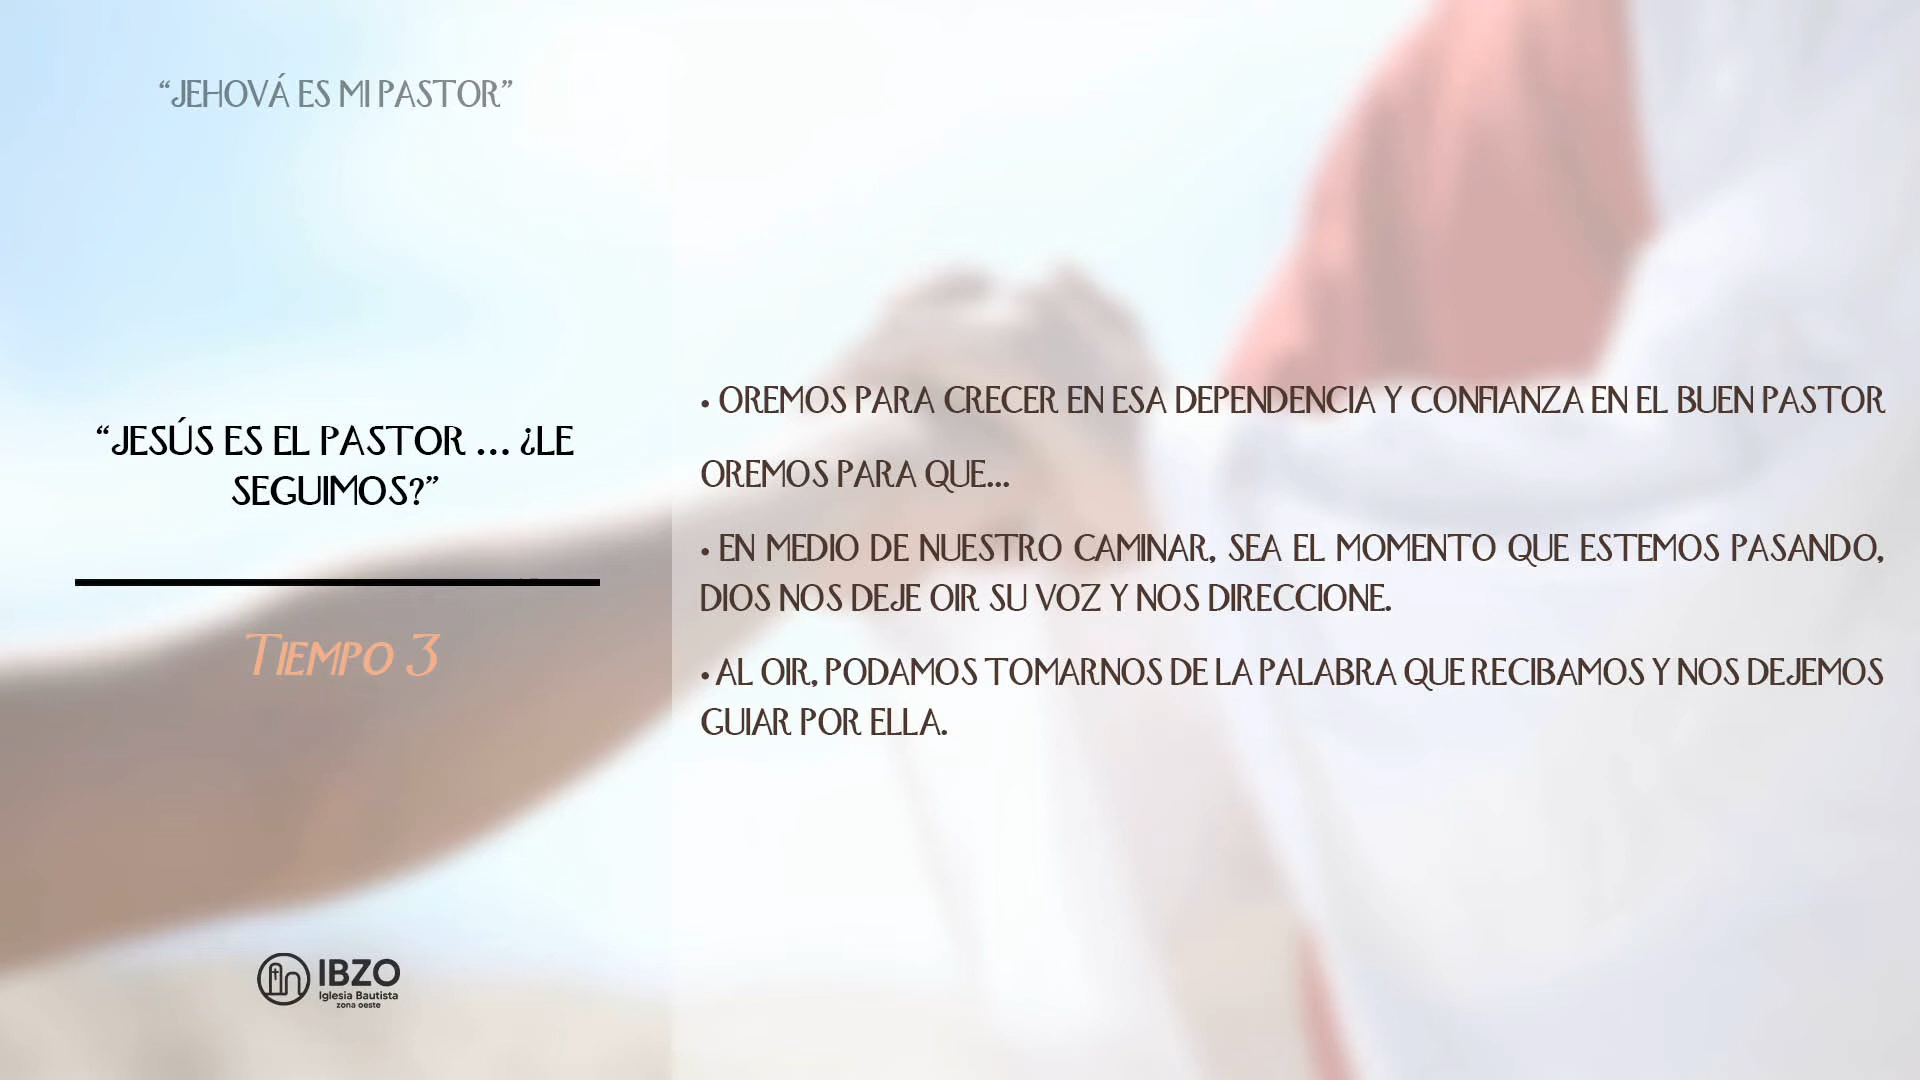 “JEHOVÁ ES MI PASTOR”
“JESÚS ES EL PASTOR ... ¿LE
SEGUIMOS?”
TIEMPO 3
IBZO
Iglesia Bautista
zona oeste
• OREMOS PARA CRECER EN ESA DEPENDENCIA Y CONFIANZA EN EL BUEN PASTOR
OREMOS PARA QUE...
• EN MEDIO DE NUESTRO CAMINAR, SEA EL MOMENTO QUE ESTEMOS PASANDO,
DIOS NOS DEJE OIR SU VOZ Y NOS DIRECCIONE.
• AL OIR, PODAMOS TOMARNOS DE LA PALABRA QUE RECIBAMOS Y NOS DEJEMOS
GUIAR POR ELLA.